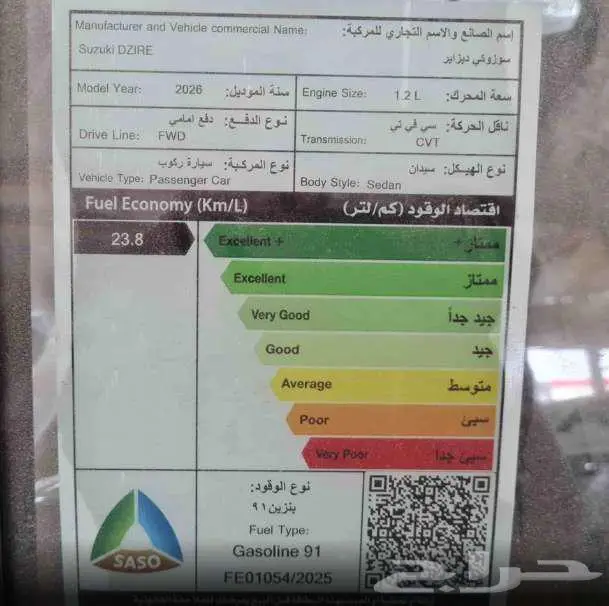 Manufacturer and Vehicle commercial Name: اسم الصانع والاسم التجاري للمركبة:
Suzuki DZIRE سوزوكي ديزاير
Model Year: 2026 سنة الموديل:
Engine Size: 1.2 L سعة المحرك:
نوع الدفع: دفع امامي
Drive Line: FWD
ناقل الحركة: سي في تي
Transmission: CVT
نوع المركبة: سيارة ركوب
Vehicle Type: Passenger Car
نوع الهيكل: سيدان
Body Style: Sedan
Fuel Economy (Km/L) اقتصاد الوقود (كم/لتر)
23.8 Excellent + ممتاز +
Excellent ممتاز
Very Good جيد جداً
Good جيد
Average متوسط
Poor سيئ
Very Poor سيئ جدا
نوع الوقود:
بنزين ٩١
Fuel Type:
Gasoline 91
FE01054/2025
SASO
حراج